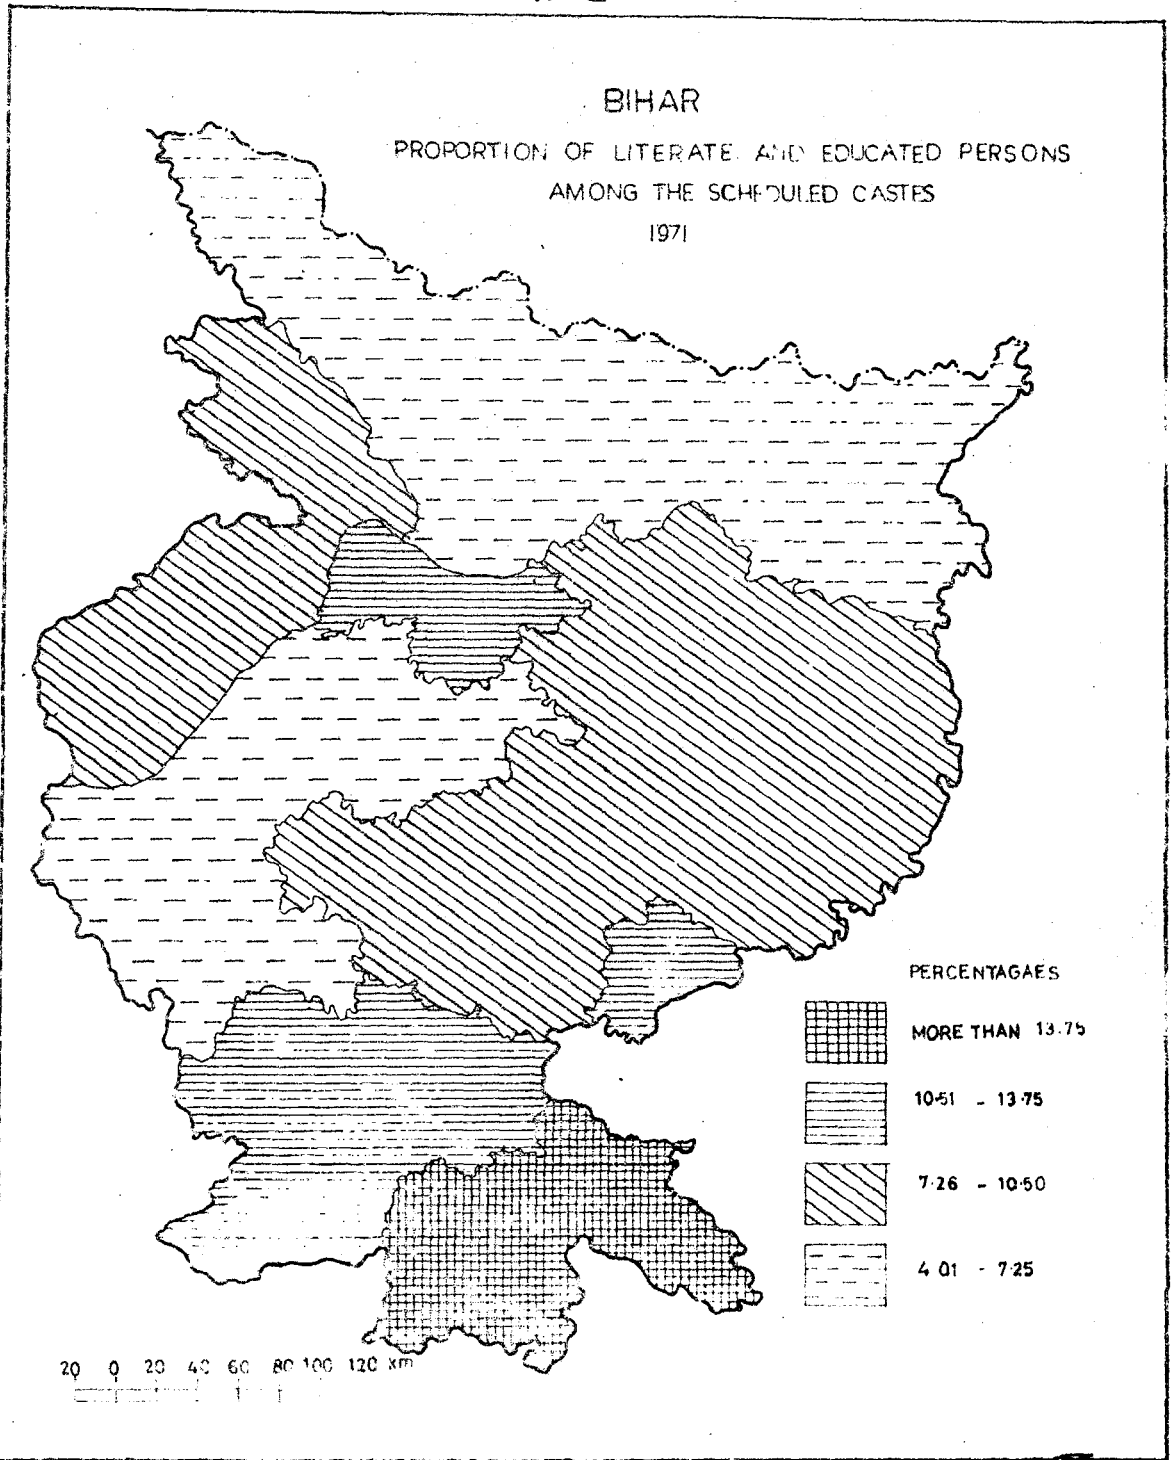 BIHAR
PROPORTION OF LITERATE AND EDUCATED PERSONS
AMONG THE SCHEDULED CASTES
1971
PERCENTAGAES
MORE THAN 13.75
10.51 - 13.75
7.26 - 10.50
4 01 - 7.25
20 0 20 40 60 80 100 120 km